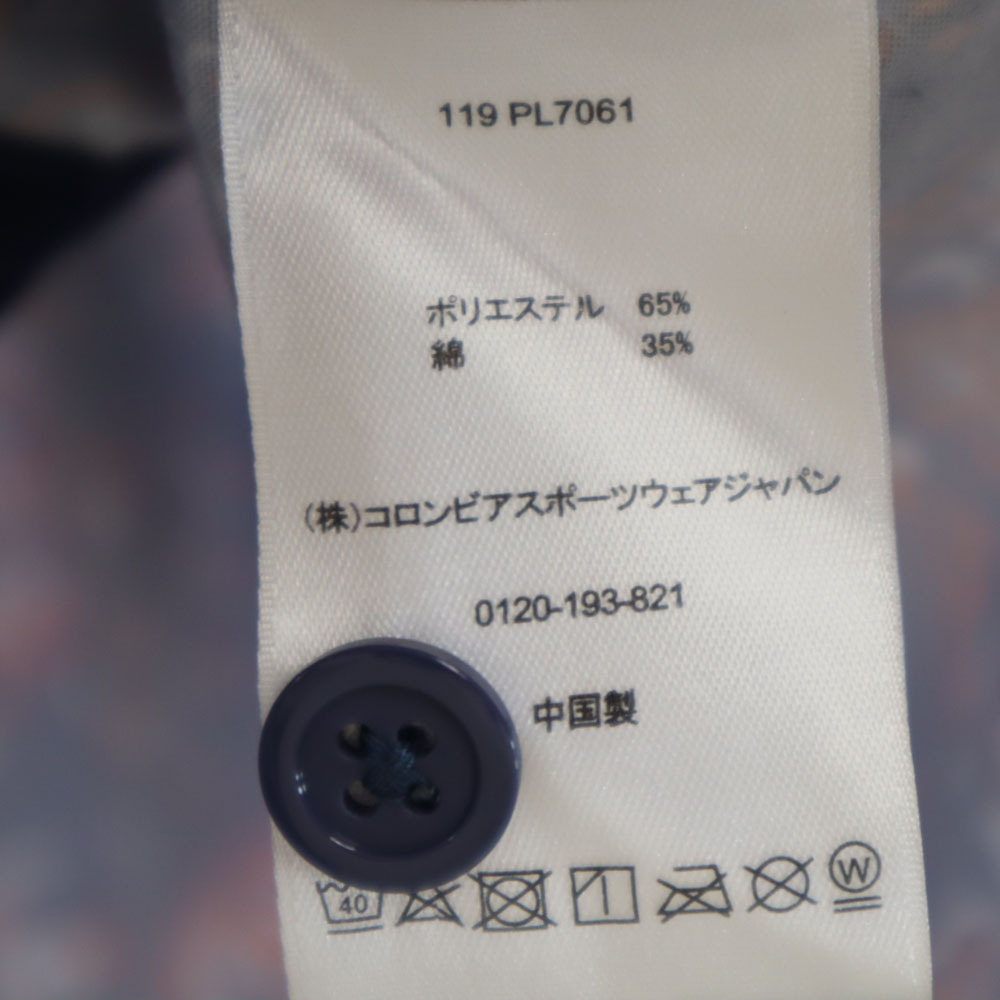 119 PL7061
ポリエステル 65%
綿 35%
(株)コロンビアスポーツウェアジャパン
0120-193-821
中国製
40 W